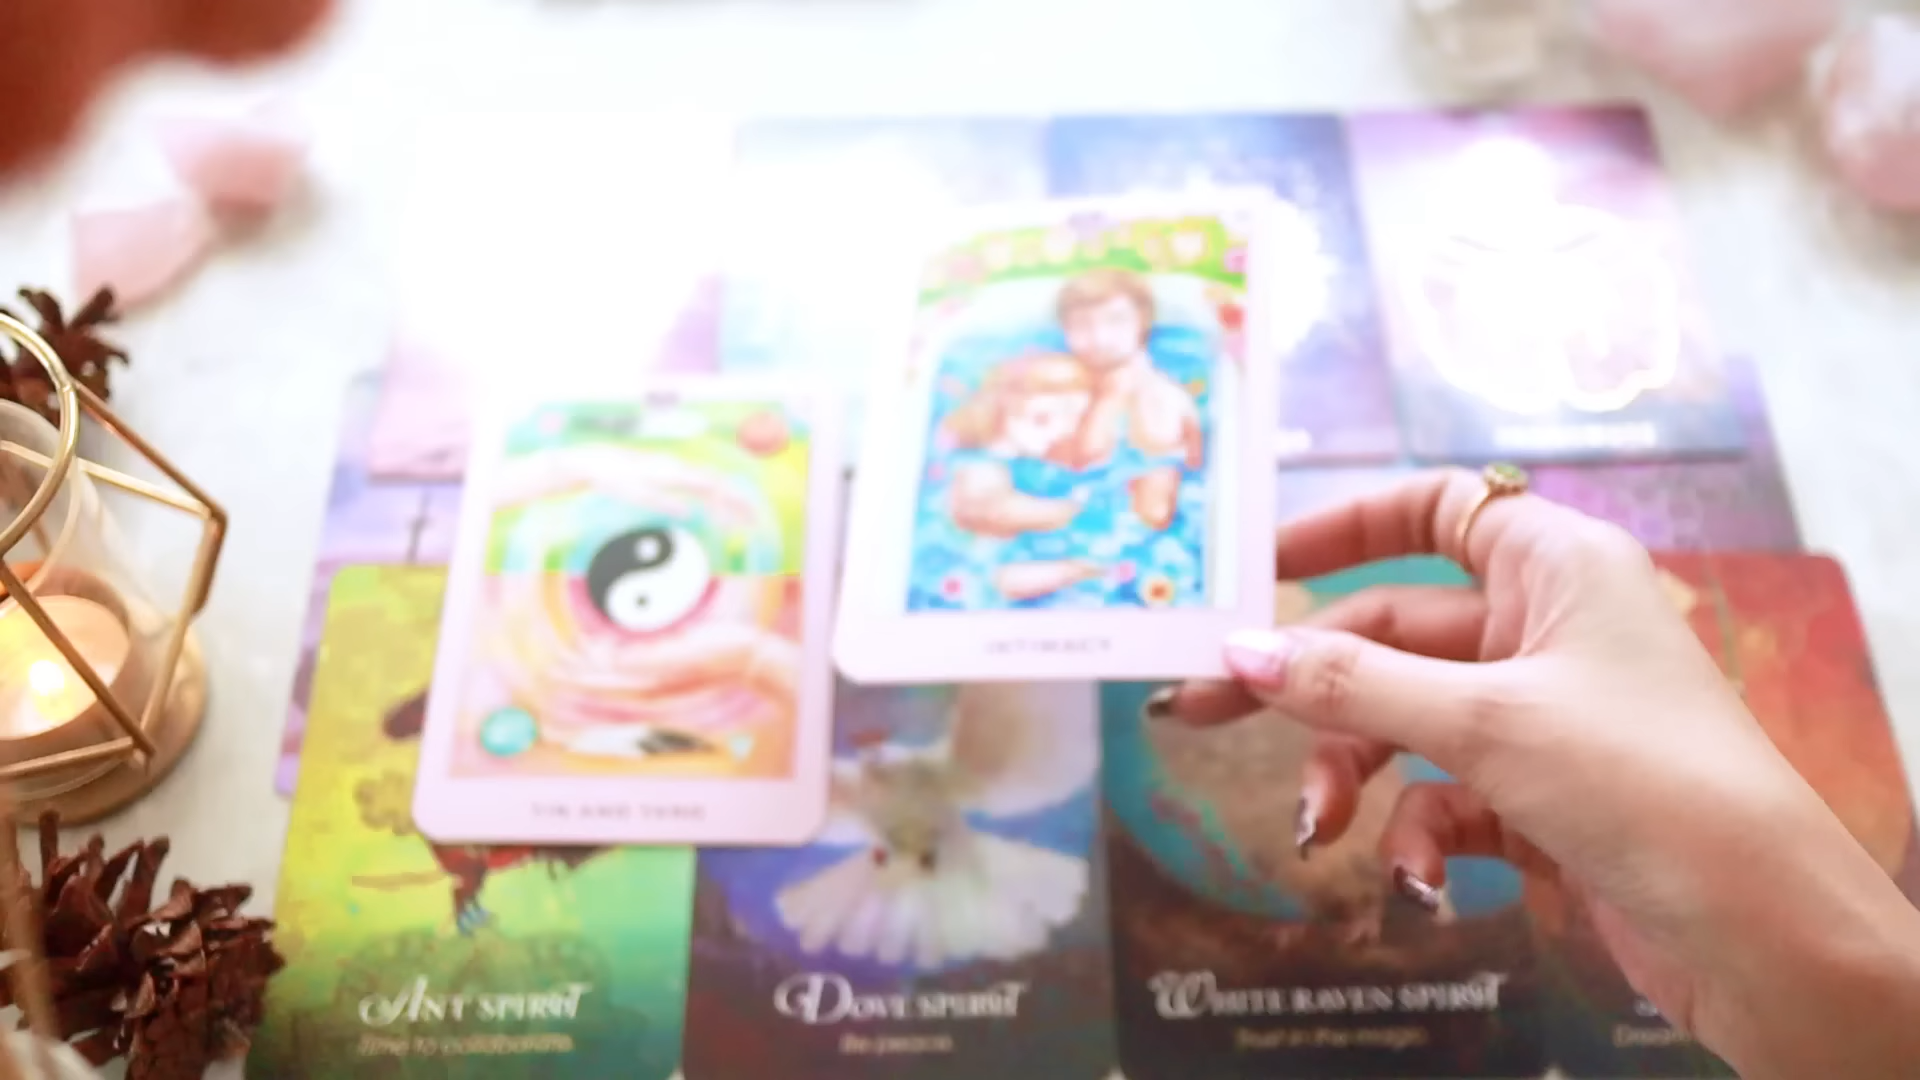 INTIMACY
YIN AND YANG
ANT SPIRIT
Time to collaborate.
DOVE SPIRIT
Be peace.
WHITE RAVEN SPIRIT
Trust in the magic.
Dream